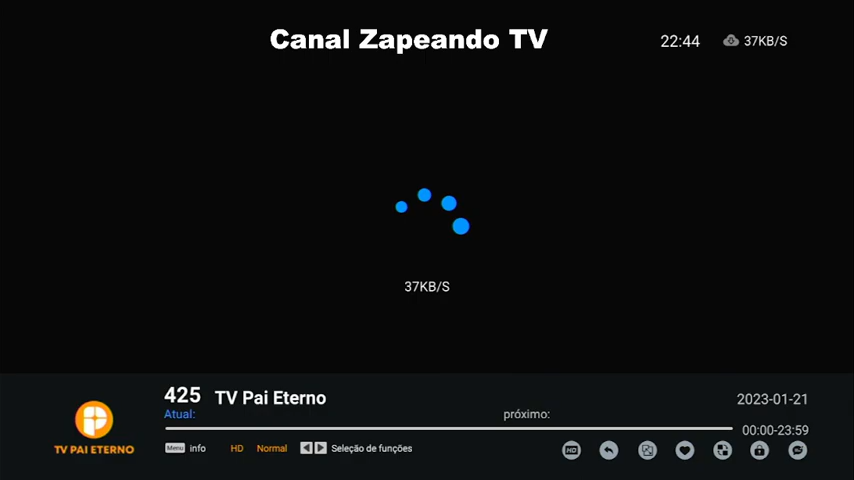 Canal Zapeando TV
22:44
37KB/S
37KB/S
425 TV Pai Eterno
2023-01-21
Atual:
próximo:
00:00-23:59
TV PAI ETERNO
Menu info HD Normal Seleção de funções
HD